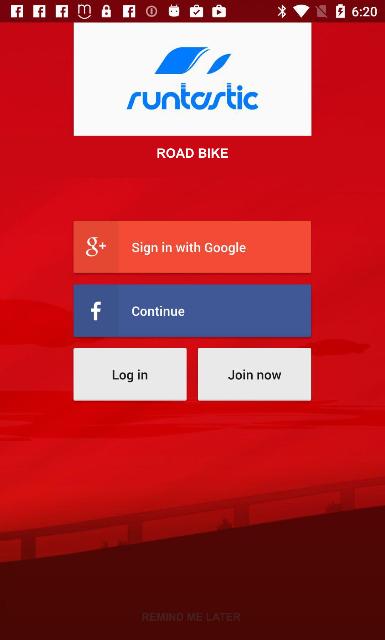 6:20
runtastic
ROAD BIKE
g+ Sign in with Google
f Continue
Log in
Join now
REMIND ME LATER